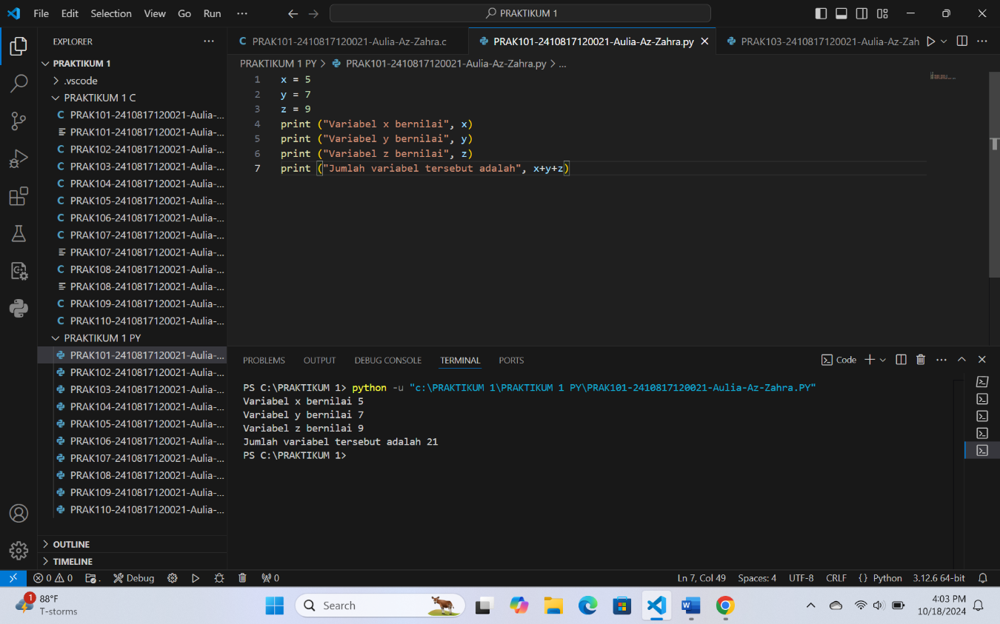 File Edit Selection View Go Run ···
PRAKTIKUM 1
EXPLORER
PRAKTIKUM 1
.vscode
PRAKTIKUM 1 C
C PRAK101-2410817120021-Aulia-...
PRAK101-2410817120021-Aulia-...
C PRAK102-2410817120021-Aulia-...
C PRAK103-2410817120021-Aulia-...
C PRAK104-2410817120021-Aulia-...
C PRAK105-2410817120021-Aulia-...
C PRAK106-2410817120021-Aulia-...
C PRAK107-2410817120021-Aulia-...
PRAK107-2410817120021-Aulia-...
C PRAK108-2410817120021-Aulia-...
PRAK108-2410817120021-Aulia-...
C PRAK109-2410817120021-Aulia-...
C PRAK110-2410817120021-Aulia-...
PRAKTIKUM 1 PY
PRAK101-2410817120021-Aulia-...
PRAK102-2410817120021-Aulia-...
PRAK103-2410817120021-Aulia-...
PRAK104-2410817120021-Aulia-...
PRAK105-2410817120021-Aulia-...
PRAK106-2410817120021-Aulia-...
PRAK107-2410817120021-Aulia-...
PRAK108-2410817120021-Aulia-...
PRAK109-2410817120021-Aulia-...
PRAK110-2410817120021-Aulia-...
OUTLINE
TIMELINE
C PRAK101-2410817120021-Aulia-Az-Zahra.c PRAK101-2410817120021-Aulia-Az-Zahra.py PRAK103-2410817120021-Aulia-Az-Zah
PRAKTIKUM 1 PY > PRAK101-2410817120021-Aulia-Az-Zahra.py > ...
1 x = 5
2 y = 7
3 z = 9
4 print ("Variabel x bernilai", x)
5 print ("Variabel y bernilai", y)
6 print ("Variabel z bernilai", z)
7 print ("Jumlah variabel tersebut adalah", x+y+z)
PROBLEMS OUTPUT DEBUG CONSOLE TERMINAL PORTS Code
PS C:\PRAKTIKUM 1> python -u "c:\PRAKTIKUM 1\PRAKTIKUM 1 PY\PRAK101-2410817120021-Aulia-Az-Zahra.PY"
Variabel x bernilai 5
Variabel y bernilai 7
Variabel z bernilai 9
Jumlah variabel tersebut adalah 21
PS C:\PRAKTIKUM 1>
0 0 Debug 0 Ln 7, Col 49 Spaces: 4 UTF-8 CRLF {} Python 3.12.6 64-bit
1 88°F
T-storms
Search
W
4:03 PM
10/18/2024